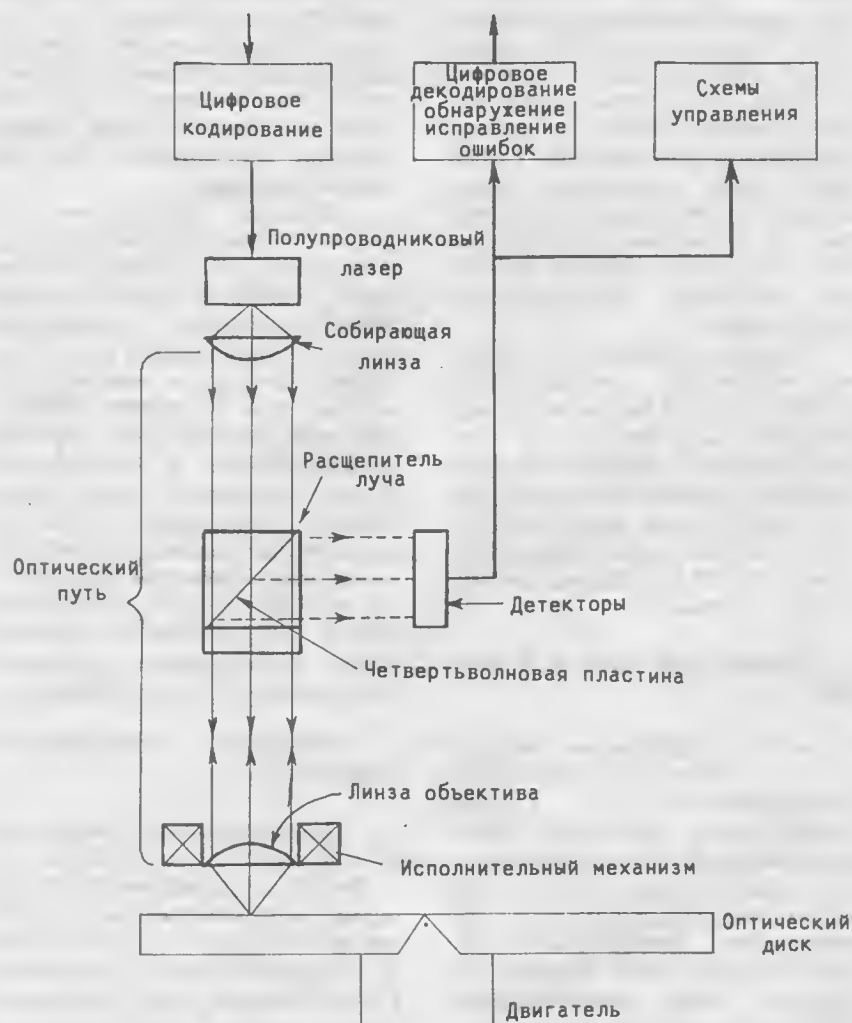 Цифровое
кодирование
Цифровое
декодирование
обнаружение
исправление
ошибок
Схемы
управления
Полупроводниковый
лазер
Собирающая
линза
Расщепитель
луча
Оптический
путь
Детекторы
Четвертьволновая пластина
Линза объектива
Исполнительный механизм
Оптический
диск
Двигатель